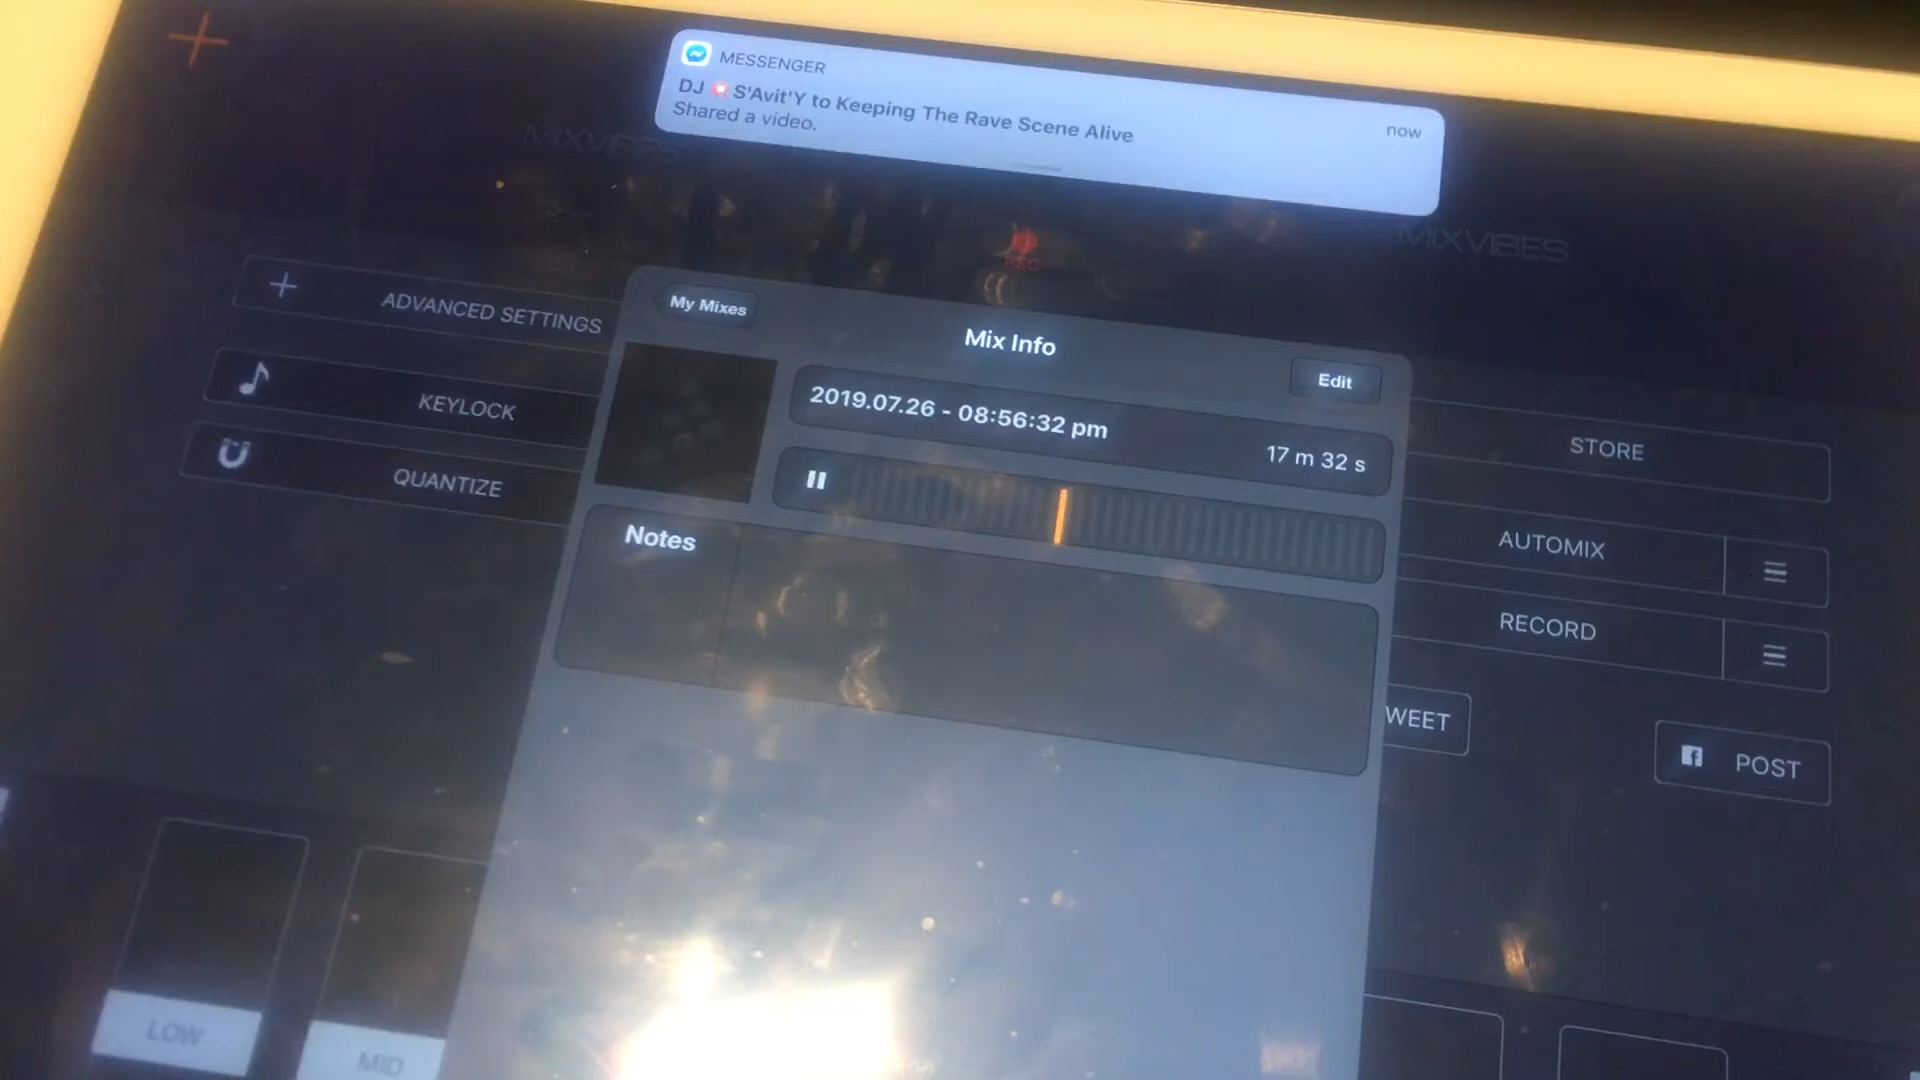 MESSENGER
DJ 💥 S'Avit'Y to Keeping The Rave Scene Alive
now
Shared a video.
MIXVIBES
MIXVIBES
REC
My Mixes
Mix Info
Edit
ADVANCED SETTINGS
2019.07.26 - 08:56:32 pm
17 m 32 s
KEYLOCK
STORE
QUANTIZE
AUTOMIX
Notes
RECORD
WEET
POST
LOW
MID